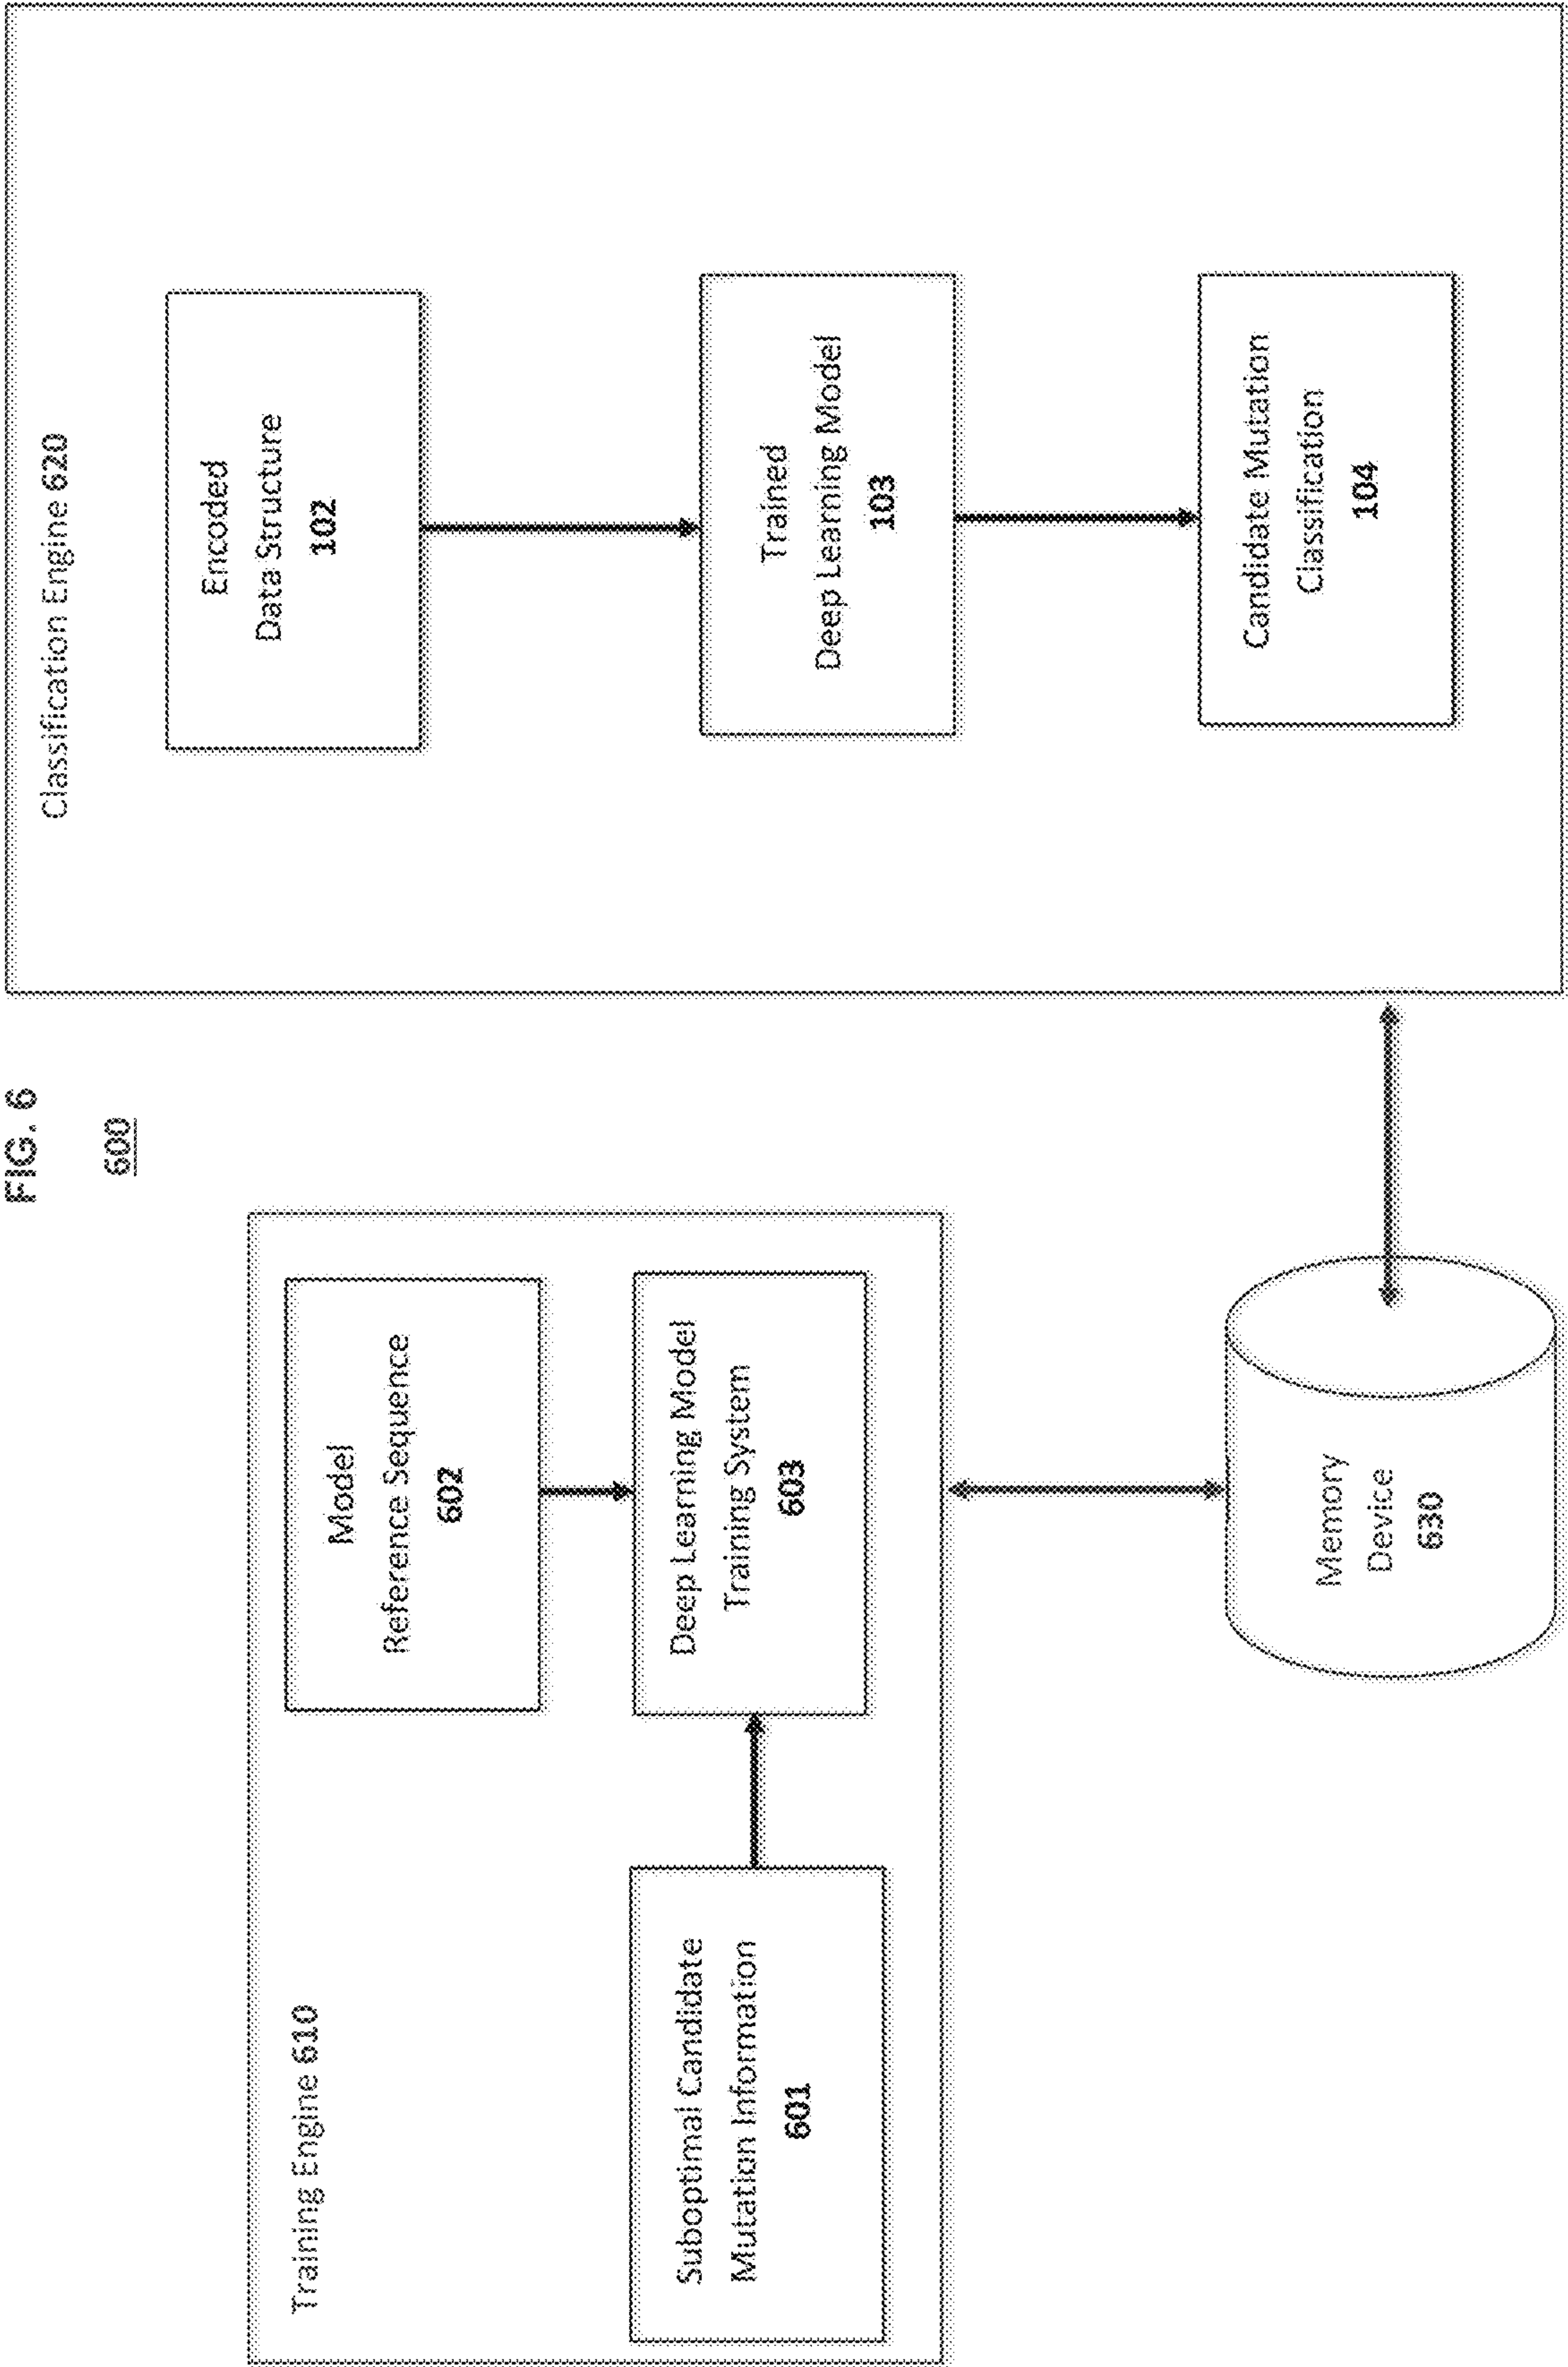 FIG. 6
600
Training Engine 610
Model
Reference Sequence
602
Suboptimal Candidate
Mutation Information
601
Deep Learning Model
Training System
603
Memory
Device
630
Classification Engine 620
Encoded
Data Structure
102
Trained
Deep Learning Model
103
Candidate Mutation
Classification
104